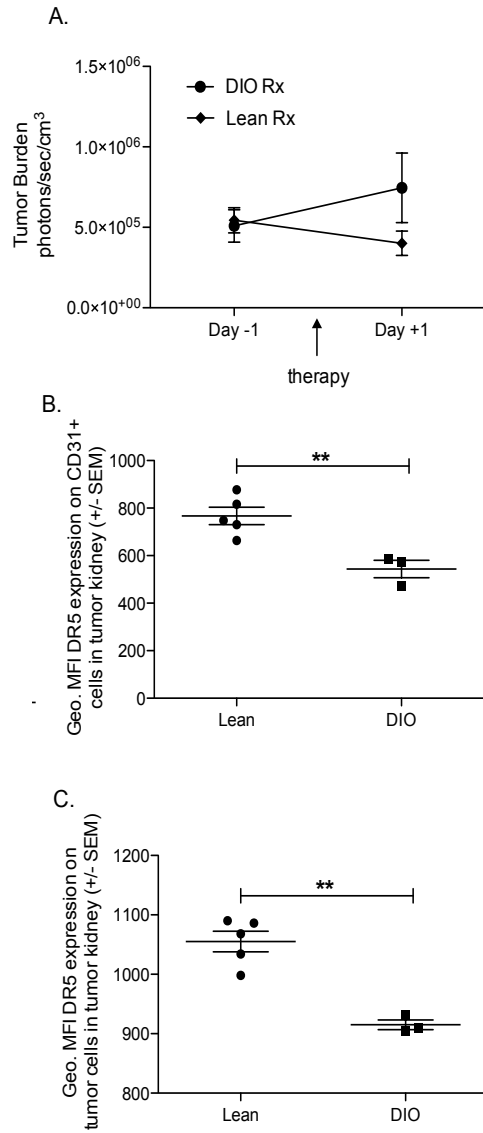 A.
Tumor Burden
photons/sec/cm³
1.5×10⁺⁰⁶
1.0×10⁺⁰⁶
5.0×10⁺⁰⁵
0.0×10⁺⁰⁰
DIO Rx
Lean Rx
Day -1
Day +1
therapy
B.
Geo. MFI DR5 expression on CD31+
cells in tumor kidney (+/- SEM)
1000
800
600
400
200
0
**
Lean
DIO
C.
Geo. MFI DR5 expression on
tumor cells in tumor kidney (+/- SEM)
1200
1100
1000
900
800
**
Lean
DIO